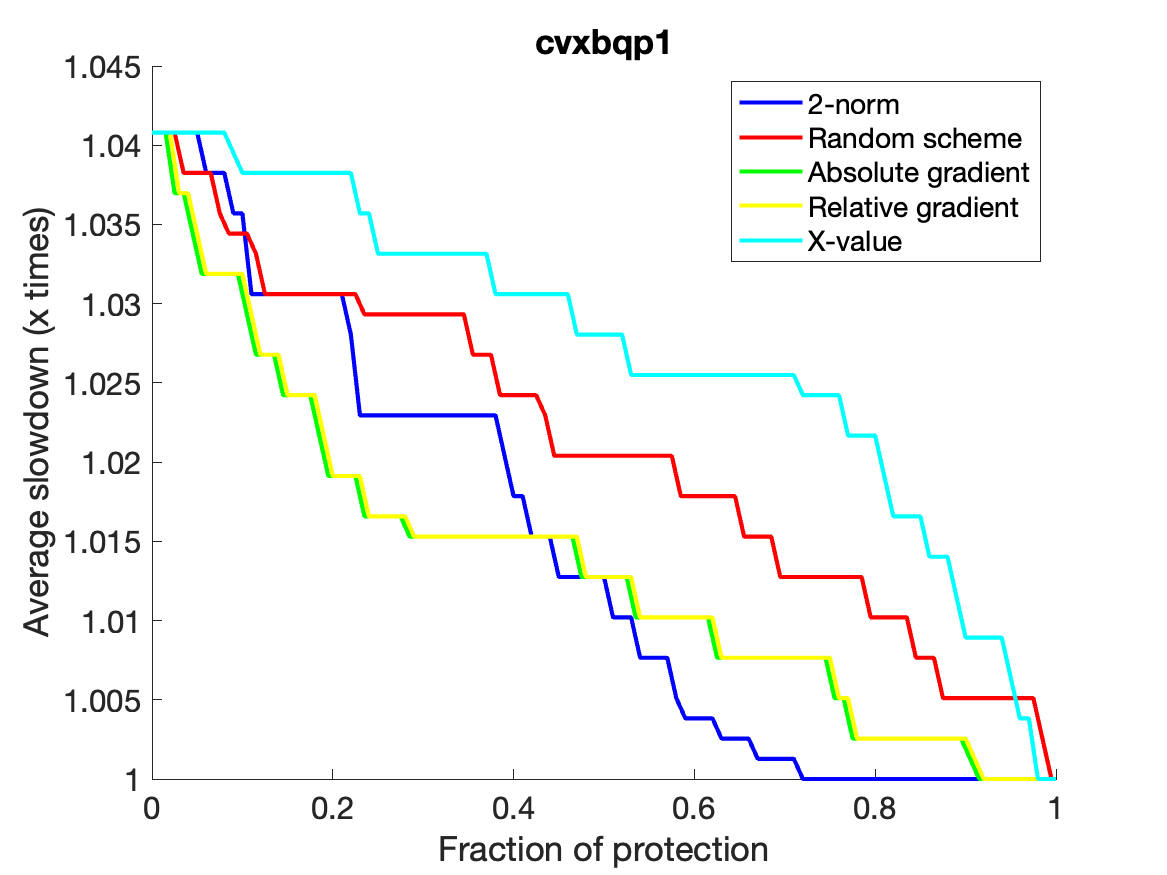 cvxbqp1
1.045
1.04
1.035
1.03
1.025
1.02
1.015
1.01
1.005
1
Average slowdown (x times)
2-norm
Random scheme
Absolute gradient
Relative gradient
X-value
0 0.2 0.4 0.6 0.8 1
Fraction of protection